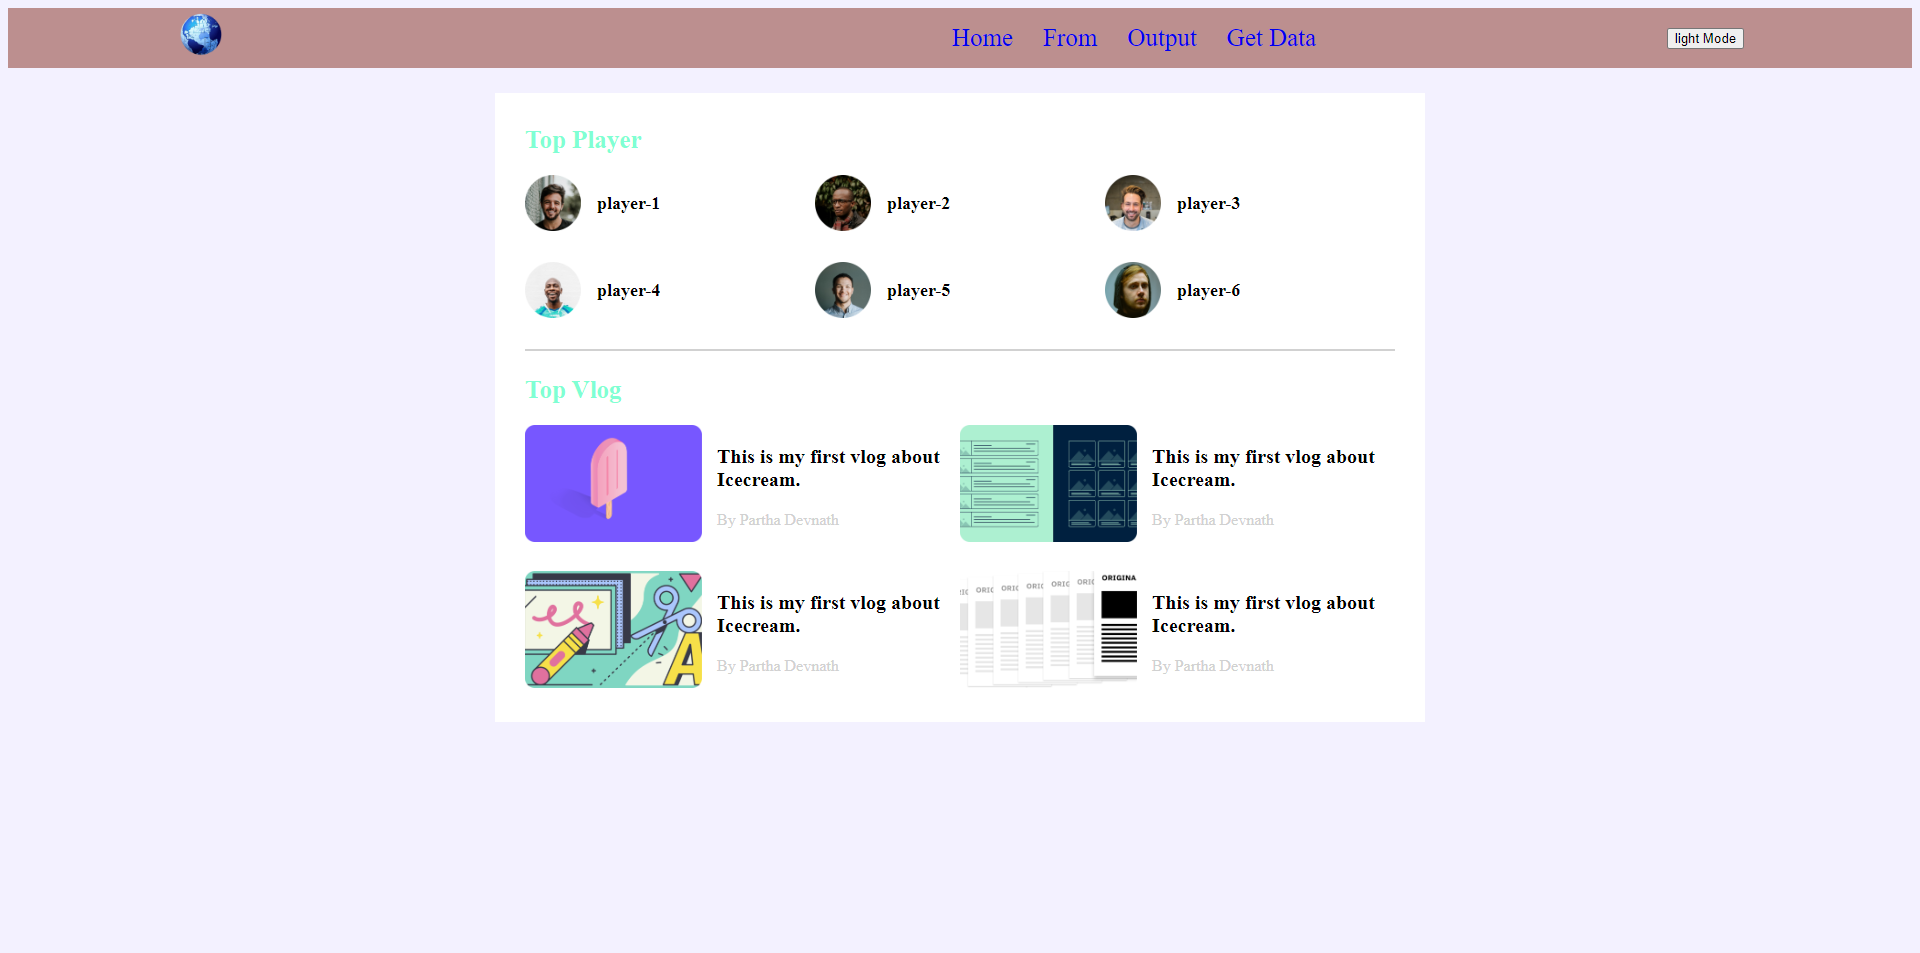 Home From Output Get Data light Mode
Top Player
player-1 player-2 player-3
player-4 player-5 player-6
Top Vlog
This is my first vlog about
Icecream.
By Partha Devnath
This is my first vlog about
Icecream.
By Partha Devnath
This is my first vlog about
Icecream.
By Partha Devnath
ORIGINA
This is my first vlog about
Icecream.
By Partha Devnath